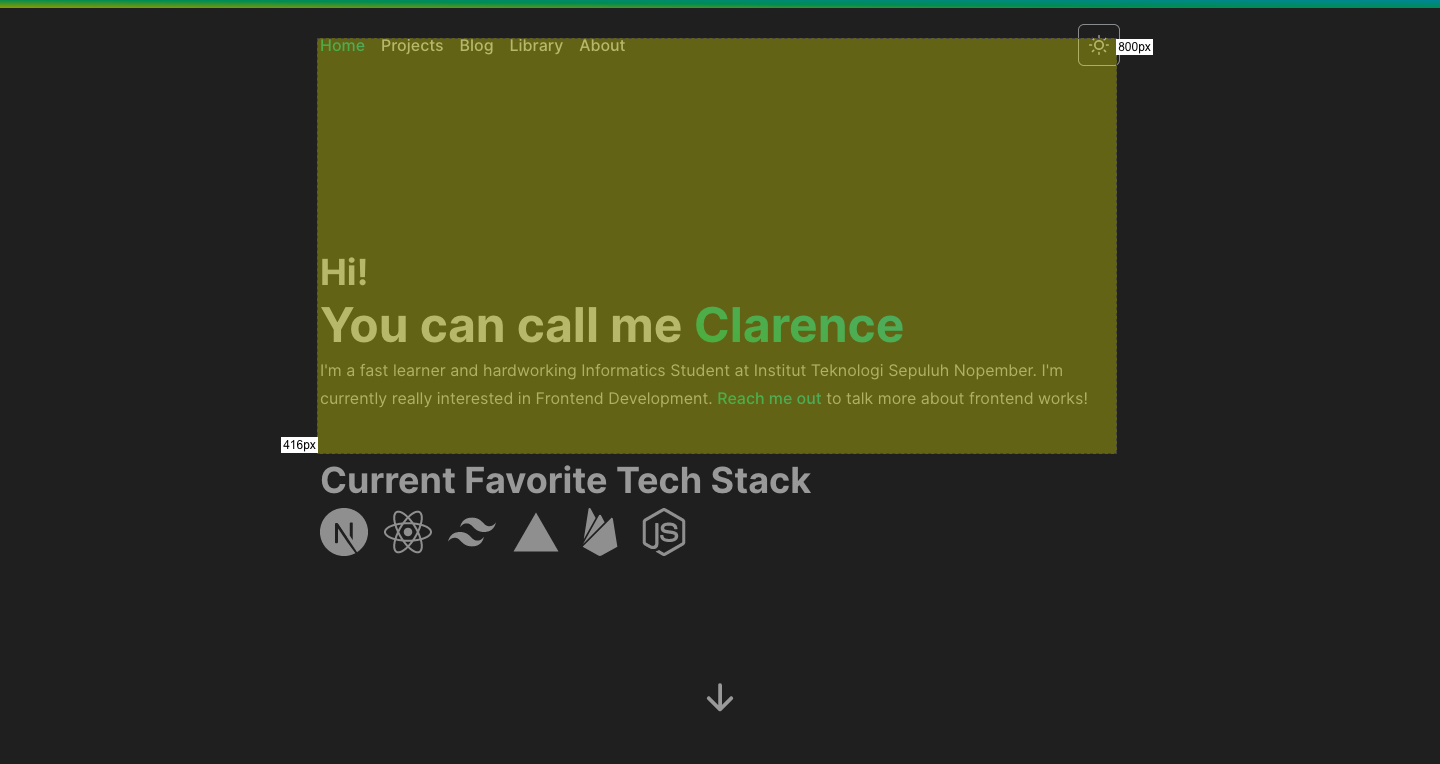 Home Projects Blog Library About
800px
Hi!
You can call me Clarence
I'm a fast learner and hardworking Informatics Student at Institut Teknologi Sepuluh Nopember. I'm
currently really interested in Frontend Development. Reach me out to talk more about frontend works!
416px
Current Favorite Tech Stack
N JS